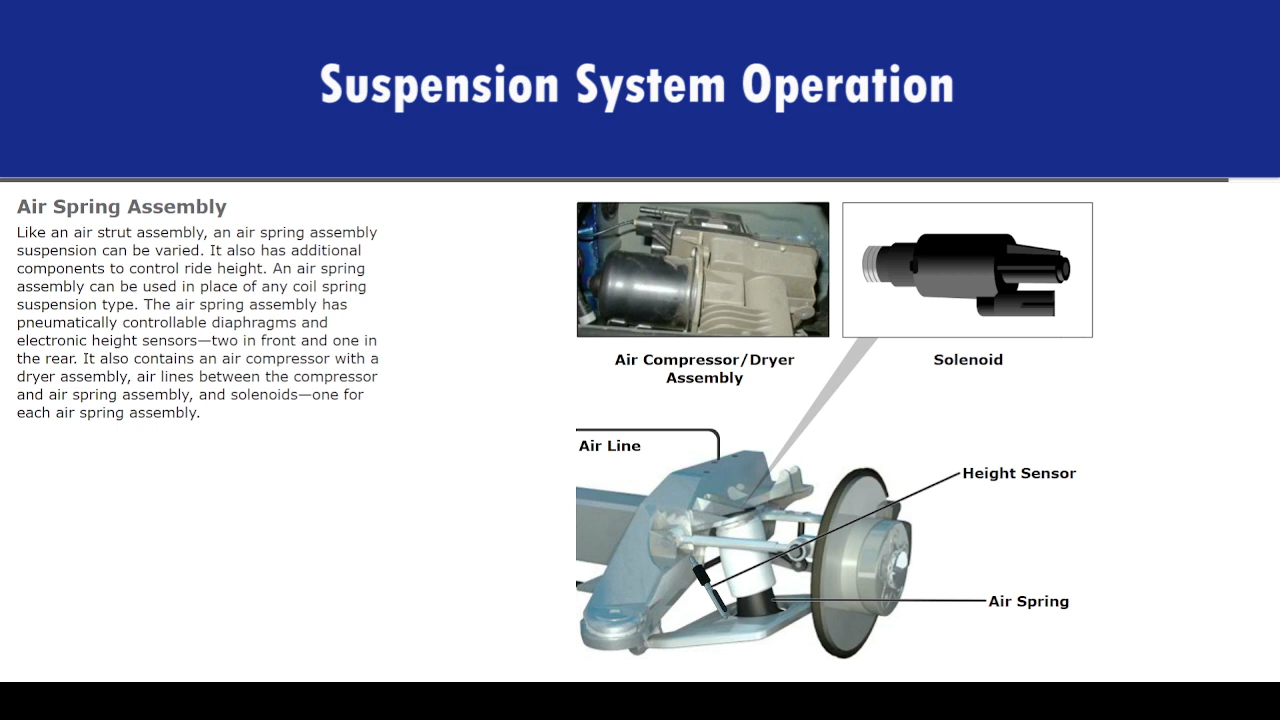 Suspension System Operation
Air Spring Assembly
Like an air strut assembly, an air spring assembly
suspension can be varied. It also has additional
components to control ride height. An air spring
assembly can be used in place of any coil spring
suspension type. The air spring assembly has
pneumatically controllable diaphragms and
electronic height sensors—two in front and one in
the rear. It also contains an air compressor with a
dryer assembly, air lines between the compressor
and air spring assembly, and solenoids—one for
each air spring assembly.
Air Compressor/Dryer
Assembly
Solenoid
Air Line
Height Sensor
Air Spring